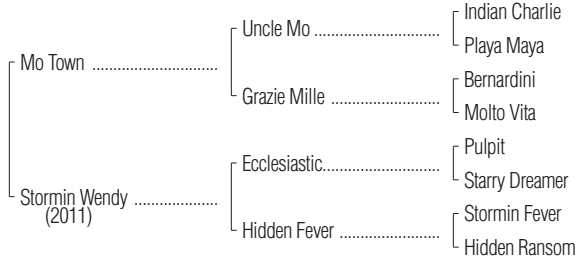 Indian Charlie
Uncle Mo ................................
Playa Maya
Mo Town .............................
Bernardini
Grazie Mille ..........................
Molto Vita
Pulpit
Ecclesiastic...........................
Starry Dreamer
Stormin Wendy ...................
(2011)
Stormin Fever
Hidden Fever ........................
Hidden Ransom